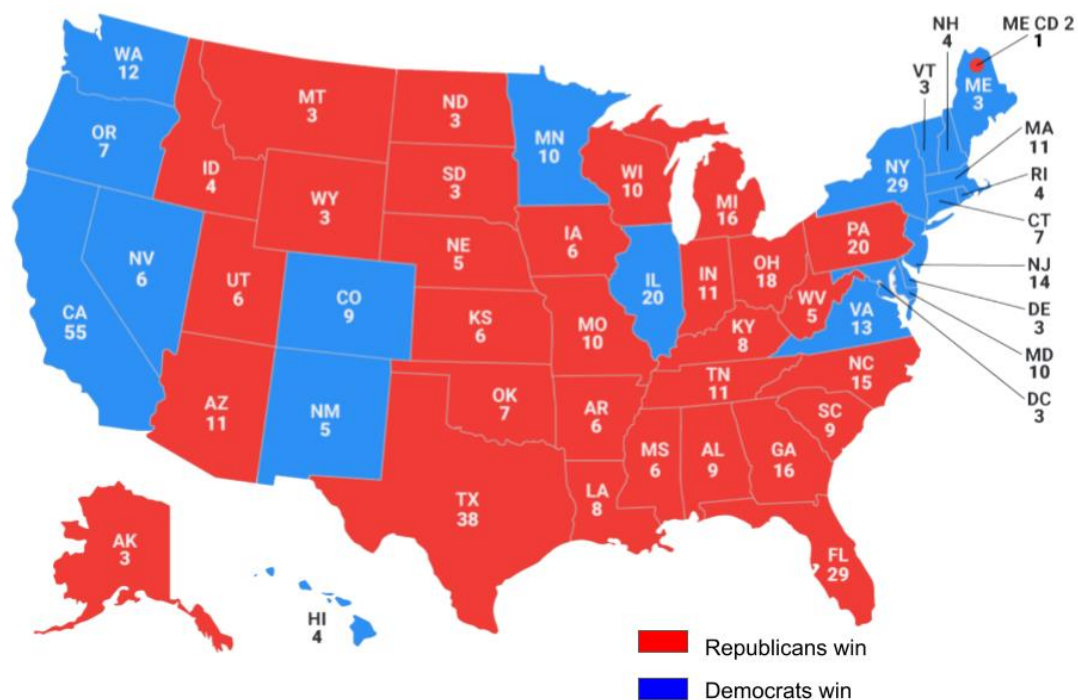 NH
4
ME CD 2
1
WA
12
VT
3
ME
3
MT
3
ND
3
OR
7
MN
10
MA
11
ID
4
SD
3
WI
10
NY
29
RI
4
WY
3
MI
16
CT
7
IA
6
PA
20
NE
5
NV
6
UT
6
IL
20
IN
11
OH
18
NJ
14
CO
9
WV
5
VA
13
DE
3
CA
55
KS
6
MO
10
KY
8
MD
10
NC
15
TN
11
DC
3
AZ
11
NM
5
OK
7
AR
6
SC
9
MS
6
AL
9
GA
16
TX
38
LA
8
AK
3
FL
29
HI
4
Republicans win
Democrats win